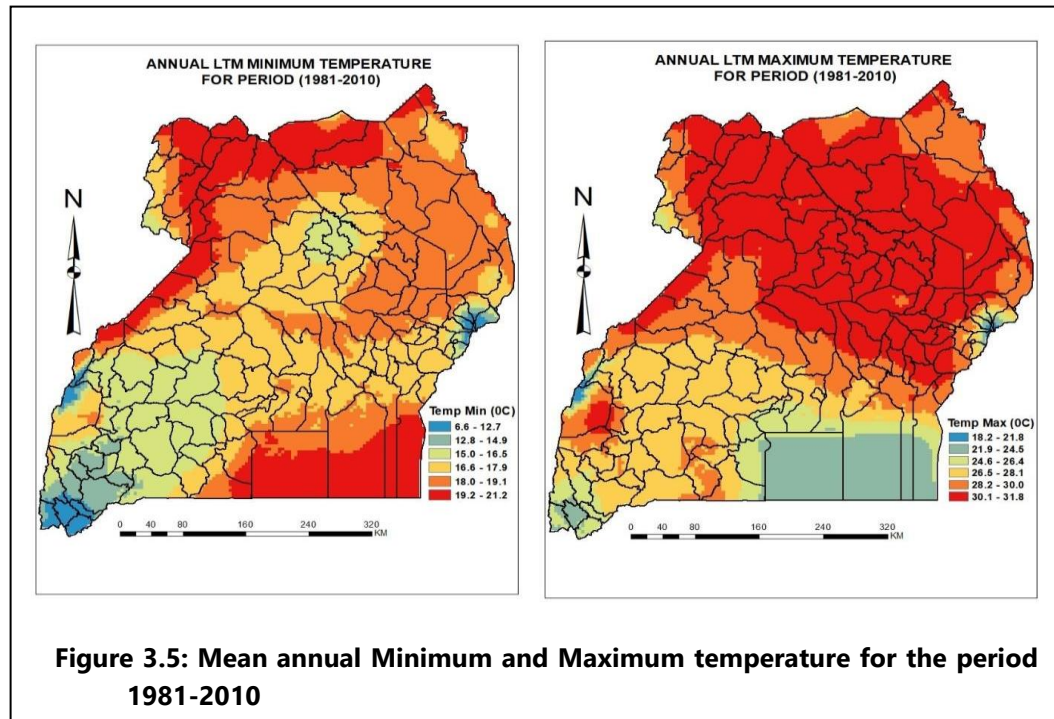 ANNUAL LTM MINIMUM TEMPERATURE
FOR PERIOD (1981-2010)
N
Temp Min (0C)
6.6 - 12.7
12.8 - 14.9
15.0 - 16.5
16.6 - 17.9
18.0 - 19.1
19.2 - 21.2
0 40 80 160 240 320
KM
ANNUAL LTM MAXIMUM TEMPERATURE
FOR PERIOD (1981-2010)
N
Temp Max (0C)
18.2 - 21.8
21.9 - 24.5
24.6 - 26.4
26.5 - 28.1
28.2 - 30.0
30.1 - 31.8
0 40 80 160 240 320
KM
Figure 3.5: Mean annual Minimum and Maximum temperature for the period
1981-2010